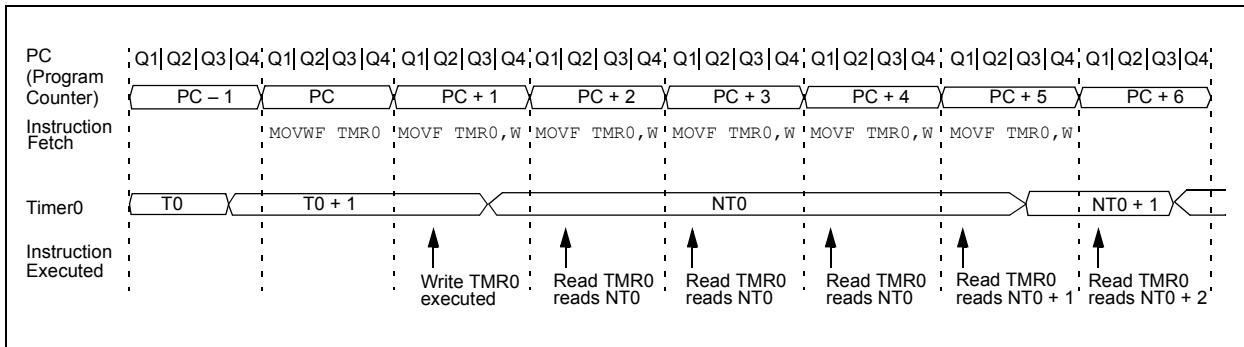 PC
(Program
Counter)
Q1 Q2 Q3 Q4 Q1 Q2 Q3 Q4 Q1 Q2 Q3 Q4 Q1 Q2 Q3 Q4 Q1 Q2 Q3 Q4 Q1 Q2 Q3 Q4 Q1 Q2 Q3 Q4 Q1 Q2 Q3 Q4
PC – 1 PC PC + 1 PC + 2 PC + 3 PC + 4 PC + 5 PC + 6
Instruction
Fetch
MOVWF TMR0 MOVF TMR0,W MOVF TMR0,W MOVF TMR0,W MOVF TMR0,W MOVF TMR0,W
Timer0
T0 T0 + 1 NT0 NT0 + 1
Instruction
Executed
Write TMR0
executed
Read TMR0
reads NT0
Read TMR0
reads NT0
Read TMR0
reads NT0
Read TMR0
reads NT0 + 1
Read TMR0
reads NT0 + 2